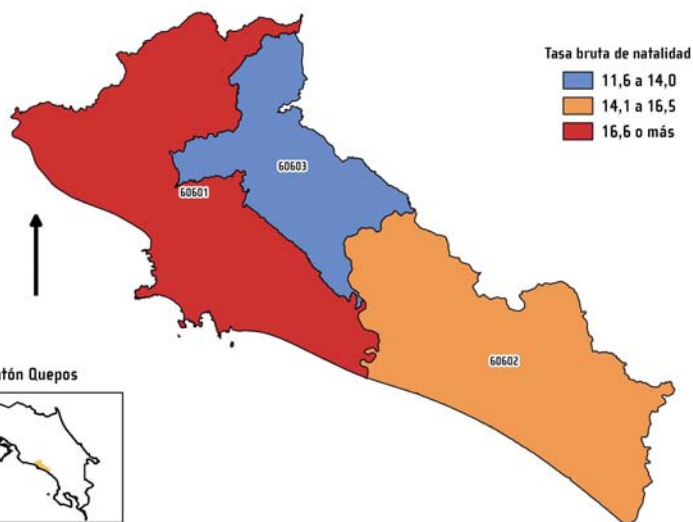 Tasa bruta de natalidad
11,6 a 14,0
14,1 a 16,5
16,6 o más
60603
60601
60602
tón Quepos